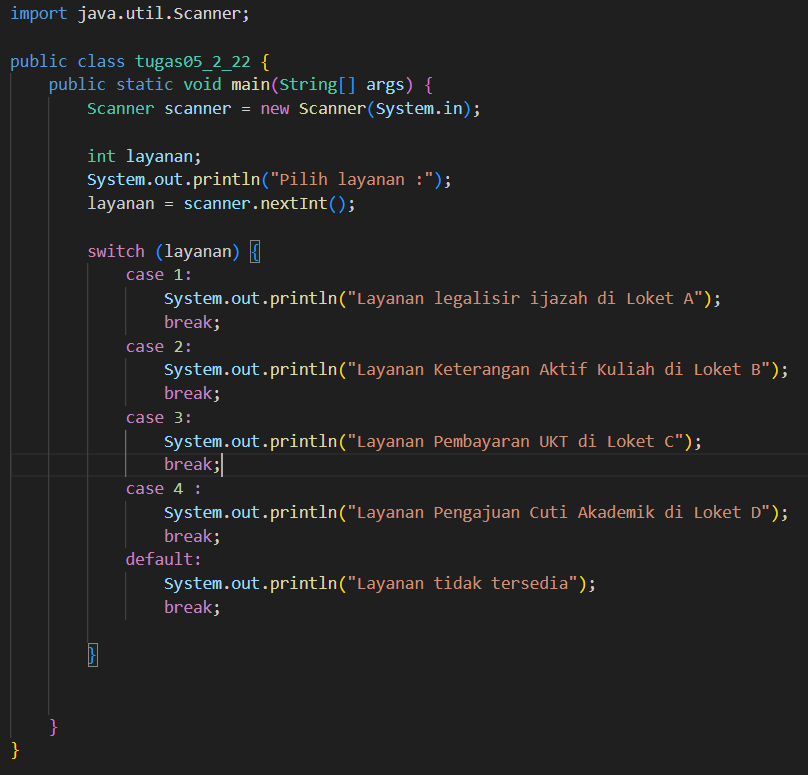 import java.util.Scanner;
public class tugas05_2_22 {
public static void main(String[] args) {
Scanner scanner = new Scanner(System.in);
int layanan;
System.out.println("Pilih layanan :");
layanan = scanner.nextInt();
switch (layanan) {
case 1:
System.out.println("Layanan legalisir ijazah di Loket A");
break;
case 2:
System.out.println("Layanan Keterangan Aktif Kuliah di Loket B");
break;
case 3:
System.out.println("Layanan Pembayaran UKT di Loket C");
break;
case 4 :
System.out.println("Layanan Pengajuan Cuti Akademik di Loket D");
break;
default:
System.out.println("Layanan tidak tersedia");
break;
}
}
}